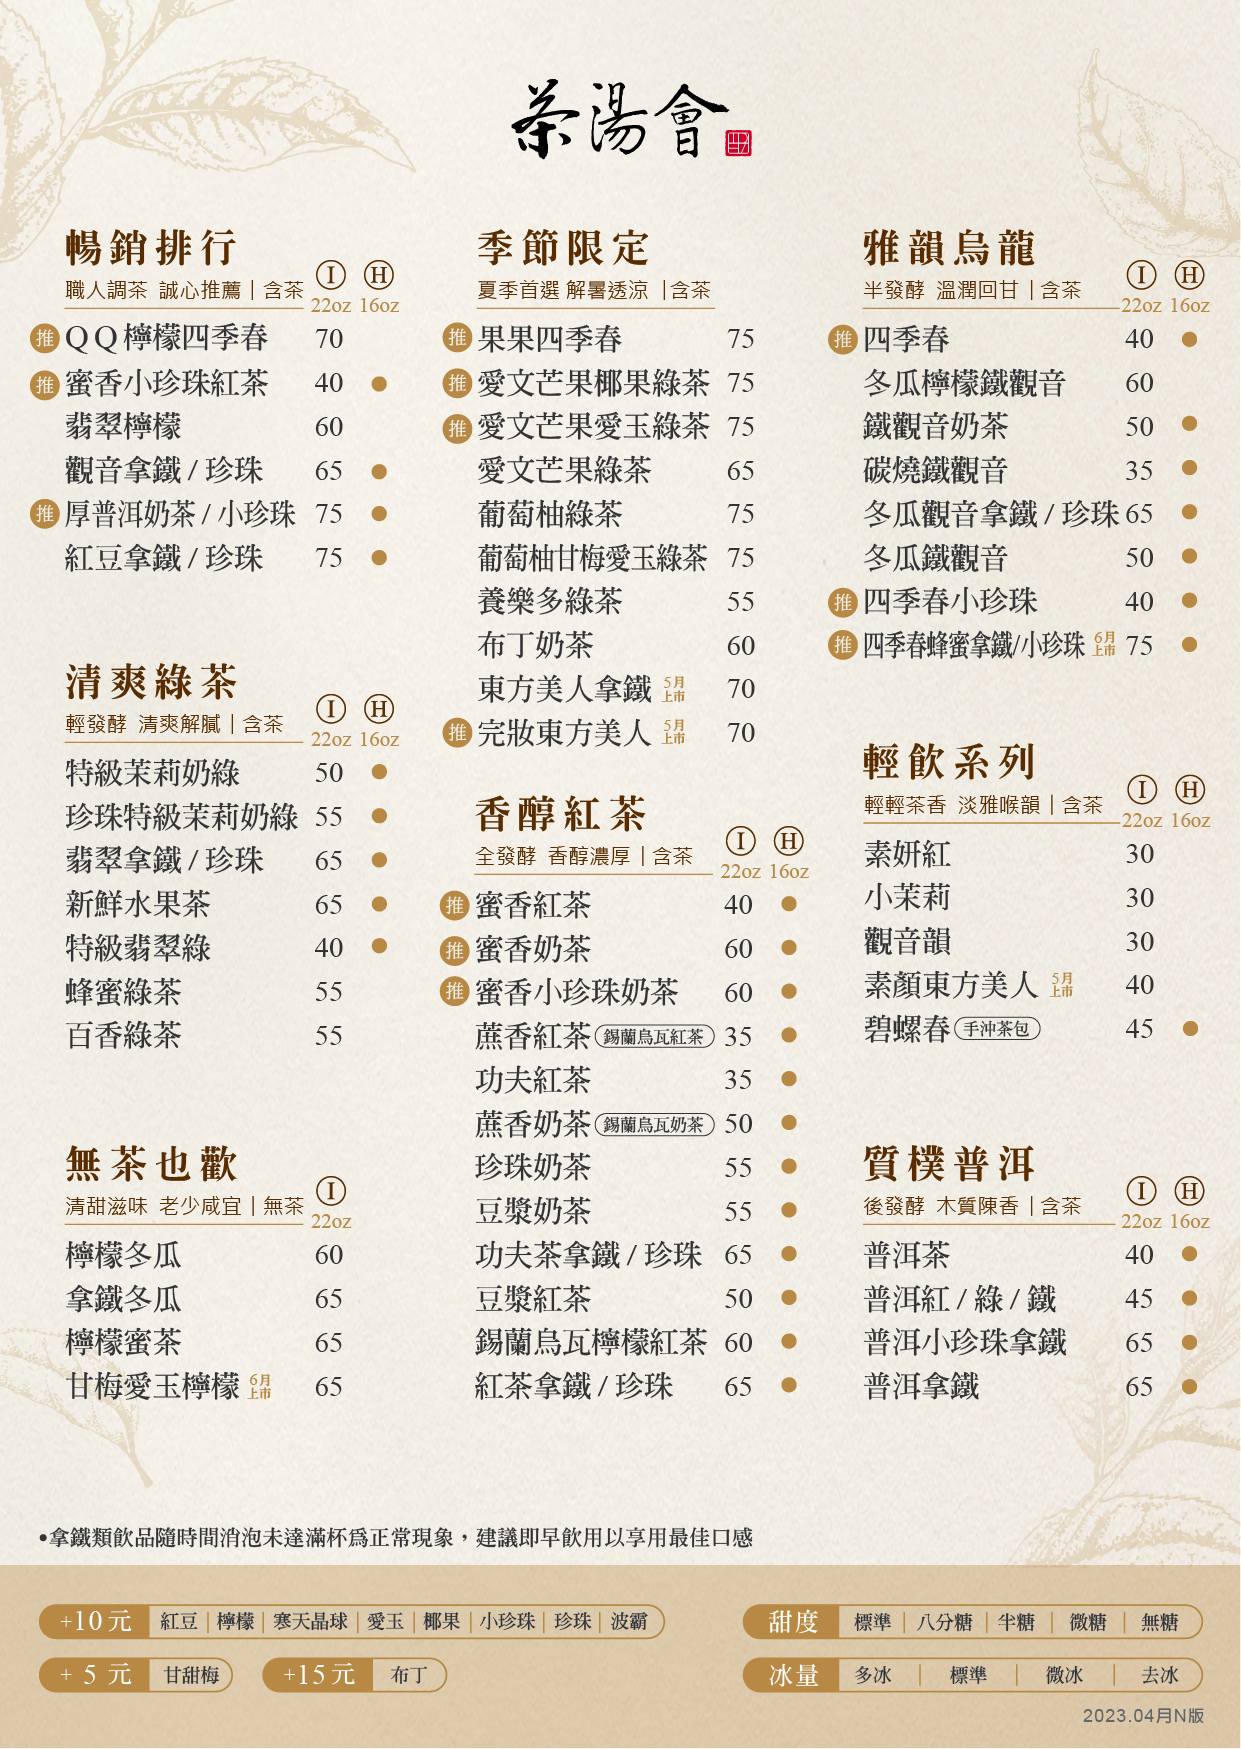 茶湯會
暢銷排行
職人調茶 誠心推薦|含茶
I H
22oz 16oz
推 QQ檸檬四季春 70
推 蜜香小珍珠紅茶 40 ●
翡翠檸檬 60
觀音拿鐵/珍珠 65 ●
推 厚普洱奶茶/小珍珠 75 ●
紅豆拿鐵/珍珠 75 ●
清爽綠茶
輕發酵 清爽解膩|含茶
I H
22oz 16oz
特級茉莉奶綠 50 ●
珍珠特級茉莉奶綠 55 ●
翡翠拿鐵/珍珠 65 ●
新鮮水果茶 65 ●
特級翡翠綠 40 ●
蜂蜜綠茶 55
百香綠茶 55
無茶也歡
清甜滋味 老少咸宜|無茶
I
22oz
檸檬冬瓜 60
拿鐵冬瓜 65
檸檬蜜茶 65
甘梅愛玉檸檬 6月上市 65
季節限定
夏季首選 解暑透涼 |含茶
推 果果四季春 75
推 愛文芒果椰果綠茶 75
推 愛文芒果愛玉綠茶 75
愛文芒果綠茶 65
葡萄柚綠茶 75
葡萄柚甘梅愛玉綠茶 75
養樂多綠茶 55
布丁奶茶 60
東方美人拿鐵 5月上市 70
推 完妝東方美人 5月上市 70
香醇紅茶
全發酵 香醇濃厚|含茶
I H
22oz 16oz
推 蜜香紅茶 40 ●
推 蜜香奶茶 60 ●
推 蜜香小珍珠奶茶 60 ●
蔗香紅茶 錫蘭烏瓦紅茶 35 ●
功夫紅茶 35 ●
蔗香奶茶 錫蘭烏瓦奶茶 50 ●
珍珠奶茶 55 ●
豆漿奶茶 55 ●
功夫茶拿鐵/珍珠 65 ●
豆漿紅茶 50 ●
錫蘭烏瓦檸檬紅茶 60 ●
紅茶拿鐵/珍珠 65 ●
雅韻烏龍
半發酵 溫潤回甘|含茶
I H
22oz 16oz
推 四季春 40 ●
冬瓜檸檬鐵觀音 60
鐵觀音奶茶 50 ●
碳燒鐵觀音 35 ●
冬瓜觀音拿鐵/珍珠 65 ●
冬瓜鐵觀音 50 ●
推 四季春小珍珠 40 ●
推 四季春蜂蜜拿鐵/小珍珠 6月上市 75 ●
輕飲系列
輕輕茶香 淡雅喉韻|含茶
I H
22oz 16oz
素妍紅 30
小茉莉 30
觀音韻 30
素顏東方美人 5月上市 40
碧螺春 手沖茶包 45 ●
質樸普洱
後發酵 木質陳香|含茶
I H
22oz 16oz
普洱茶 40 ●
普洱紅/綠/鐵 45 ●
普洱小珍珠拿鐵 65 ●
普洱拿鐵 65 ●
•拿鐵類飲品隨時間消泡未達滿杯為正常現象,建議即早飲用以享用最佳口感
+10元 紅豆|檸檬|寒天晶球|愛玉|椰果|小珍珠|珍珠|波霸
+ 5 元 甘甜梅
+15元 布丁
甜度 標準|八分糖|半糖|微糖|無糖
冰量 多冰|標準|微冰|去冰
2023.04月N版